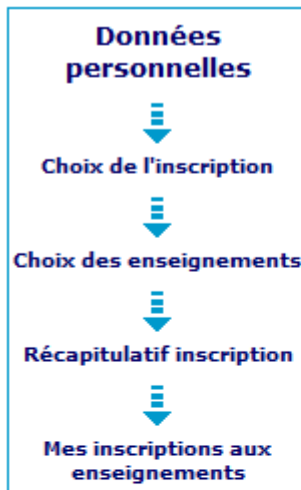 Données
personnelles
Choix de l'inscription
Choix des enseignements
Récapitulatif inscription
Mes inscriptions aux
enseignements